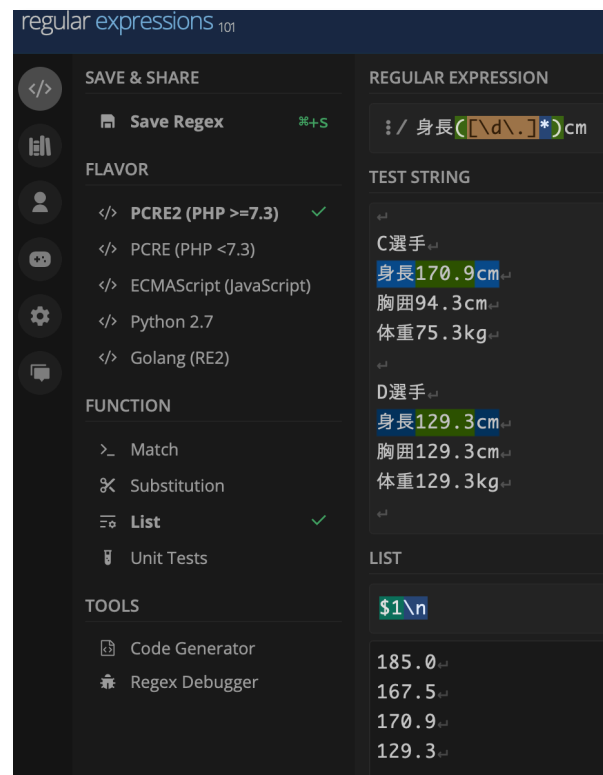 regular expressions 101
SAVE & SHARE
Save Regex ⌘+S
FLAVOR
</> PCRE2 (PHP >=7.3) ✓
</> PCRE (PHP <7.3)
</> ECMAScript (JavaScript)
</> Python 2.7
</> Golang (RE2)
FUNCTION
Match
Substitution
List ✓
Unit Tests
TOOLS
Code Generator
Regex Debugger
REGULAR EXPRESSION
/ 身長([\d\.]*)cm
TEST STRING
↵
C選手↵
身長170.9cm↵
胸囲94.3cm↵
体重75.3kg↵
↵
D選手↵
身長129.3cm↵
胸囲129.3cm↵
体重129.3kg↵
↵
LIST
$1\n
185.0↵
167.5↵
170.9↵
129.3↵